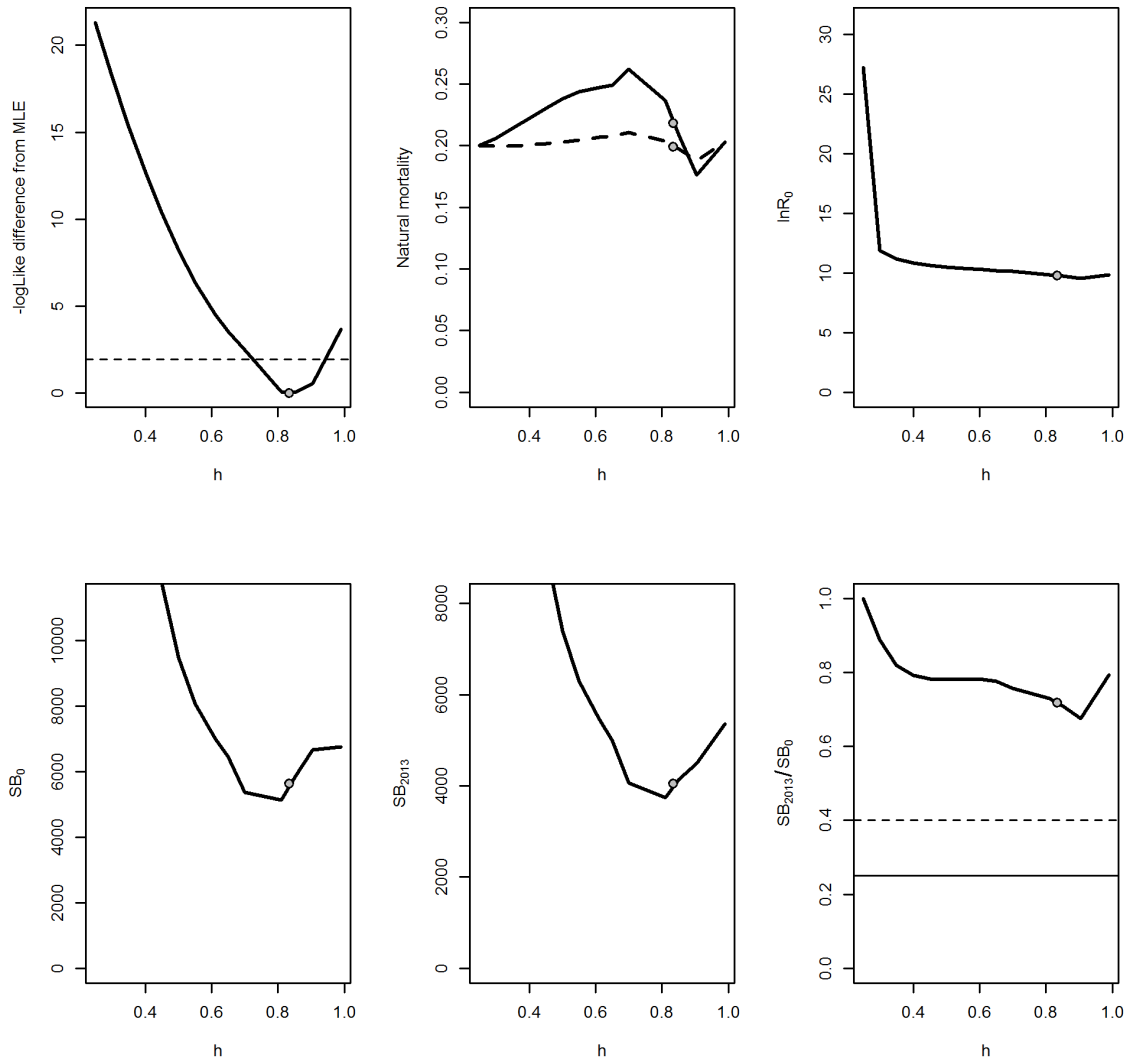 -logLike difference from MLE
0
5
10
15
20
0.4 0.6 0.8 1.0
h
Natural mortality
0.00
0.05
0.10
0.15
0.20
0.25
0.30
0.4 0.6 0.8 1.0
h
lnR0
0
5
10
15
20
25
30
0.4 0.6 0.8 1.0
h
SB0
0
2000
4000
6000
8000
10000
0.4 0.6 0.8 1.0
h
SB2013
0
2000
4000
6000
8000
0.4 0.6 0.8 1.0
h
SB2013/SB0
0.0
0.2
0.4
0.6
0.8
1.0
0.4 0.6 0.8 1.0
h